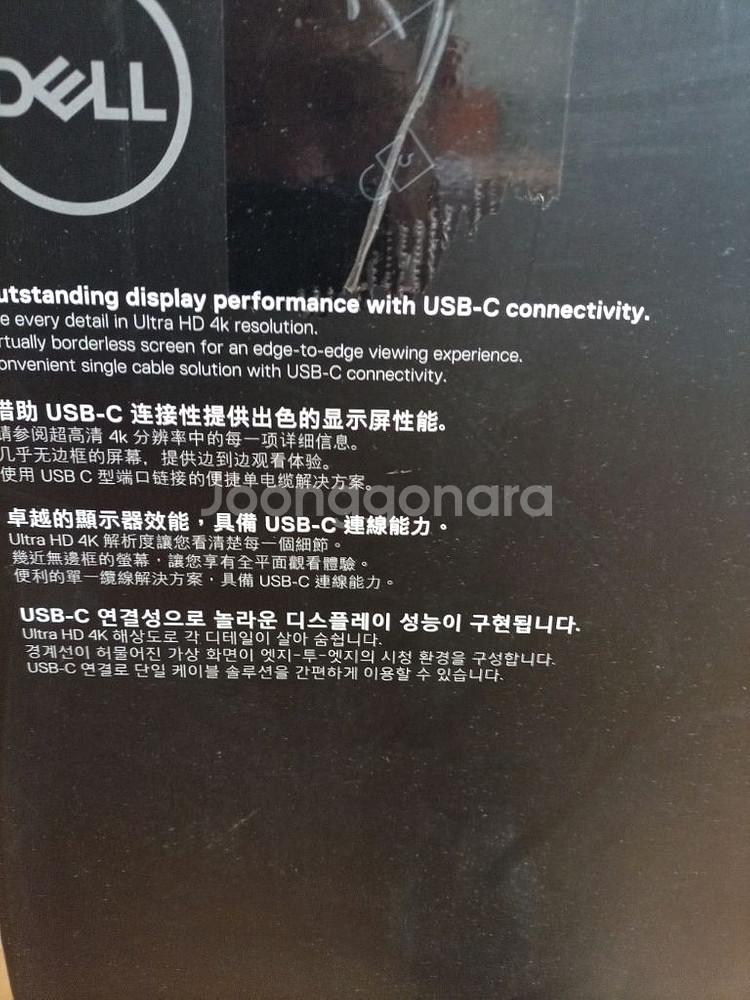 DELL
utstanding display performance with USB-C connectivity.
e every detail in Ultra HD 4k resolution.
rtually borderless screen for an edge-to-edge viewing experience.
onvenient single cable solution with USB-C connectivity.
借助 USB-C 连接性提供出色的显示屏性能。
请参阅超高清 4k 分辨率中的每一项详细信息。
几乎无边框的屏幕，提供边到边观看体验。
使用 USB C 型端口链接的便捷单电缆解决方案。
Joonggonara
卓越的顯示器效能，具備 USB-C 連線能力。
Ultra HD 4K 解析度讓您看清楚每一個細節。
幾近無邊框的螢幕，讓您享有全平面觀看體驗。
便利的單一纜線解決方案，具備 USB-C 連線能力。
USB-C 연결성으로 놀라운 디스플레이 성능이 구현됩니다.
Ultra HD 4K 해상도로 각 디테일이 살아 숨쉽니다.
경계선이 허물어진 가상 화면이 엣지-투-엣지의 시청 환경을 구성합니다.
USB-C 연결로 단일 케이블 솔루션을 간편하게 이용할 수 있습니다.